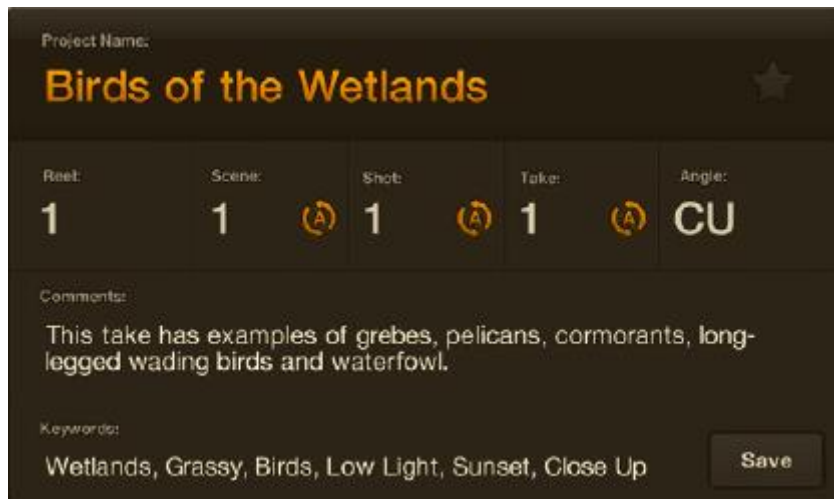 Project Name:
Birds of the Wetlands
Reel: Scene: Shot: Take: Angle:
1 1 A 1 A 1 A CU
Comments:
This take has examples of grebes, pelicans, cormorants, long-
legged wading birds and waterfowl.
Keywords:
Wetlands, Grassy, Birds, Low Light, Sunset, Close Up
Save